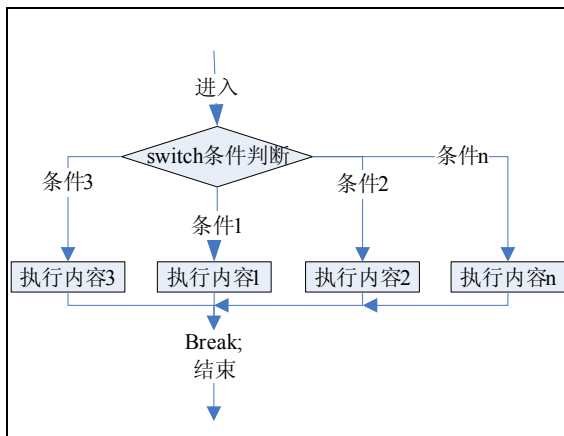 进入
switch条件判断
条件3
条件1
条件2
条件n
执行内容3
执行内容1
执行内容2
执行内容n
Break;
结束